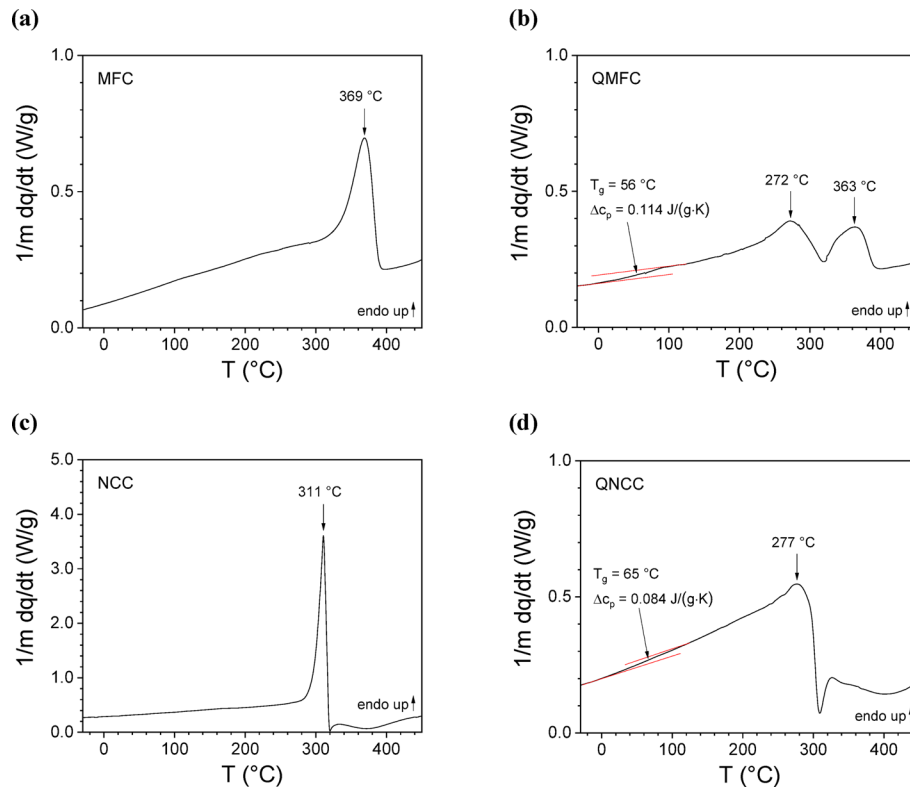 (a)
MFC
369 °C
1.0
0.5
0.0
1/m dq/dt (W/g)
endo up
0
100
200
300
400
T (°C)
(b)
QMFC
T_g = 56 °C
Δc_p = 0.114 J/(g·K)
272 °C
363 °C
1.0
0.5
0.0
1/m dq/dt (W/g)
endo up
0
100
200
300
400
T (°C)
(c)
NCC
311 °C
5.0
4.0
3.0
2.0
1.0
0.0
1/m dq/dt (W/g)
endo up
0
100
200
300
400
T (°C)
(d)
QNCC
277 °C
T_g = 65 °C
Δc_p = 0.084 J/(g·K)
1.0
0.5
0.0
1/m dq/dt (W/g)
endo up
0
100
200
300
400
T (°C)